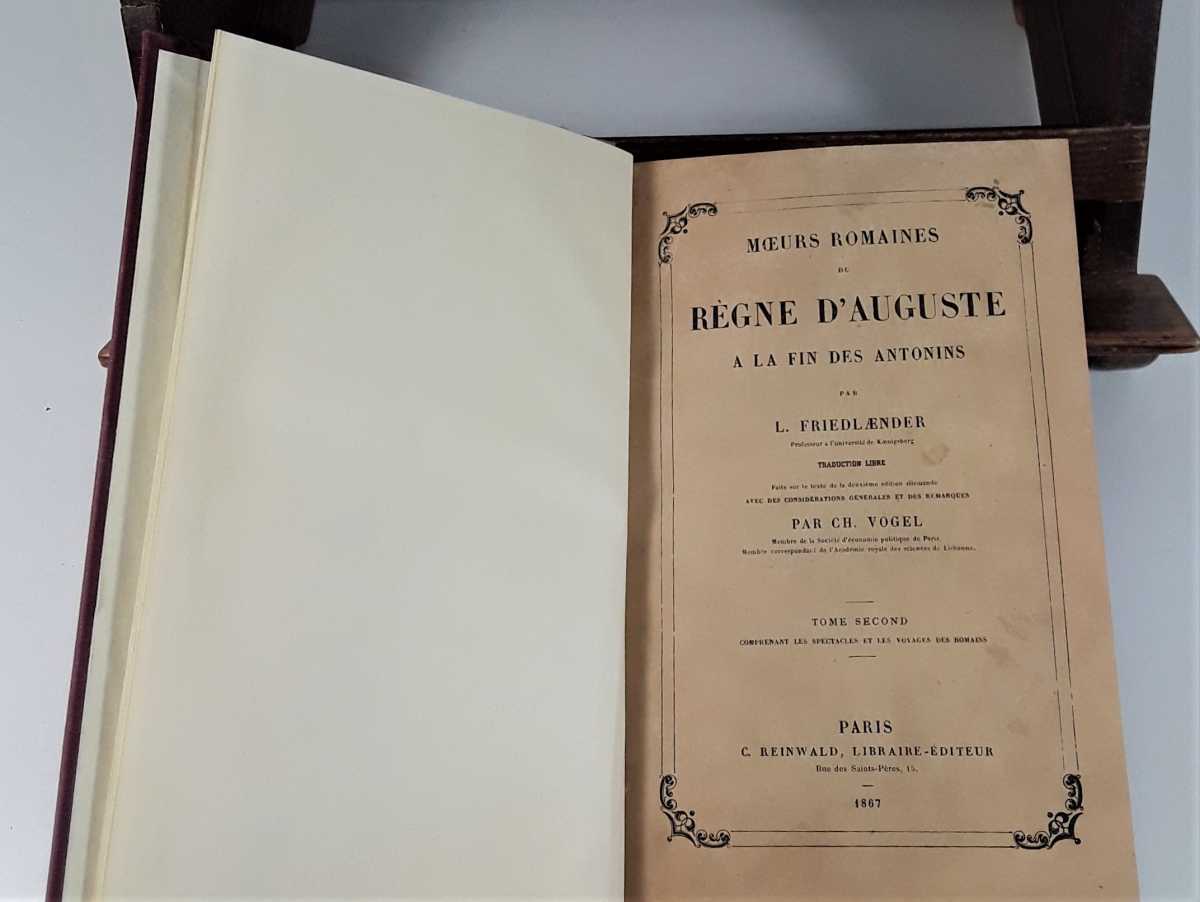 MŒURS ROMAINES
DU
RÈGNE D'AUGUSTE
A LA FIN DES ANTONINS
PAR
L. FRIEDLÆNDER
Professeur à l'université de Kœnigsberg
TRADUCTION LIBRE
Faite sur le texte de la deuxième édition allemande
AVEC DES CONSIDÉRATIONS GÉNÉRALES ET DES REMARQUES
PAR CH. VOGEL
Membre de la Société d'économie politique de Paris,
Membre correspondant de l'Académie royale des sciences de Lisbonne.
TOME SECOND
COMPRENANT LES SPECTACLES ET LES VOYAGES DES ROMAINS
PARIS
C. REINWALD, LIBRAIRE-ÉDITEUR
Rue des Saints-Pères, 15.
1867